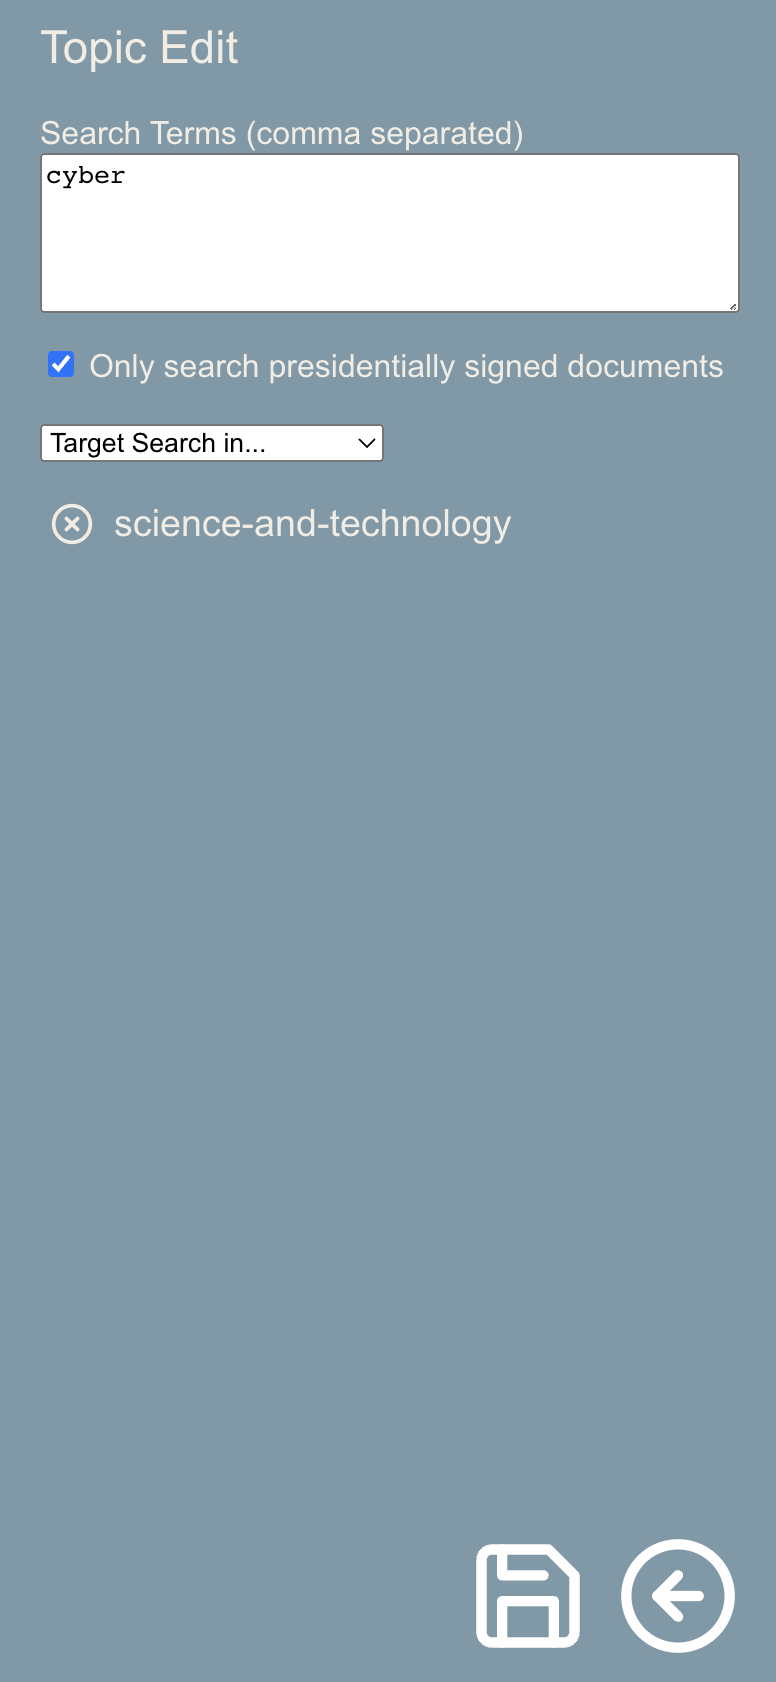 Topic Edit
Search Terms (comma separated)
cyber
Only search presidentially signed documents
Target Search in...
science-and-technology